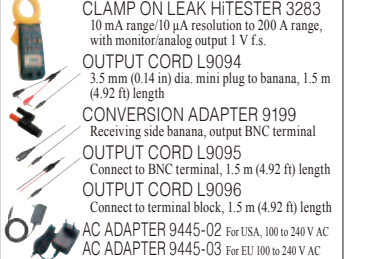 CLAMP ON LEAK HiTESTER 3283
10 mA range/10 μA resolution to 200 A range,
with monitor/analog output 1 V f.s.
OUTPUT CORD L9094
3.5 mm (0.14 in) dia. mini plug to banana, 1.5 m
(4.92 ft) length
CONVERSION ADAPTER 9199
Receiving side banana, output BNC terminal
OUTPUT CORD L9095
Connect to BNC terminal, 1.5 m (4.92 ft) length
OUTPUT CORD L9096
Connect to terminal block, 1.5 m (4.92 ft) length
AC ADAPTER 9445-02 For USA, 100 to 240 V AC
AC ADAPTER 9445-03 For EU 100 to 240 V AC